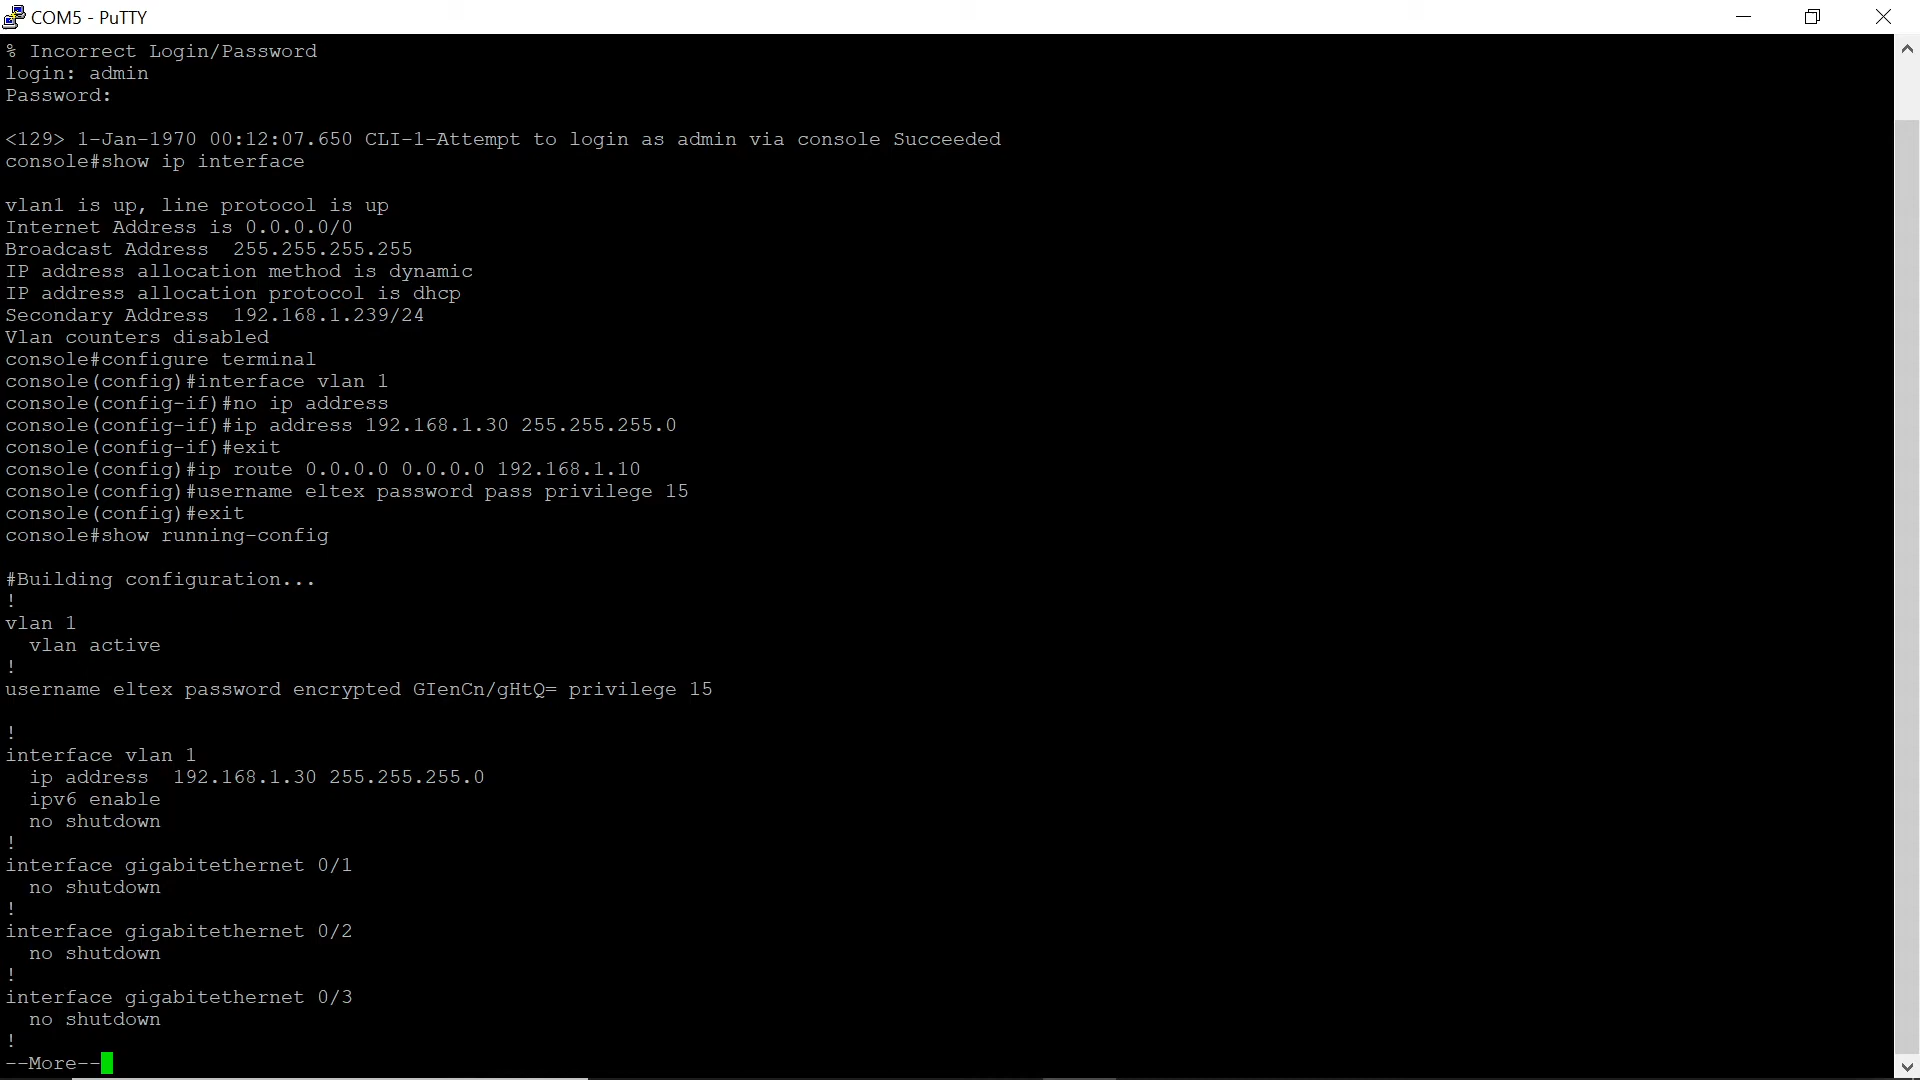 COM5 - PuTTY
% Incorrect Login/Password
login: admin
Password:
<129> 1-Jan-1970 00:12:07.650 CLI-1-Attempt to login as admin via console Succeeded
console#show ip interface
vlan1 is up, line protocol is up
Internet Address is 0.0.0.0/0
Broadcast Address  255.255.255.255
IP address allocation method is dynamic
IP address allocation protocol is dhcp
Secondary Address  192.168.1.239/24
Vlan counters disabled
console#configure terminal
console(config)#interface vlan 1
console(config-if)#no ip address
console(config-if)#ip address 192.168.1.30 255.255.255.0
console(config-if)#exit
console(config)#ip route 0.0.0.0 0.0.0.0 192.168.1.10
console(config)#username eltex password pass privilege 15
console(config)#exit
console#show running-config
#Building configuration...
!
vlan 1
  vlan active
!
username eltex password encrypted GIenCn/gHtQ= privilege 15
!
interface vlan 1
  ip address  192.168.1.30 255.255.255.0
  ipv6 enable
  no shutdown
!
interface gigabitethernet 0/1
  no shutdown
!
interface gigabitethernet 0/2
  no shutdown
!
interface gigabitethernet 0/3
  no shutdown
!
--More--